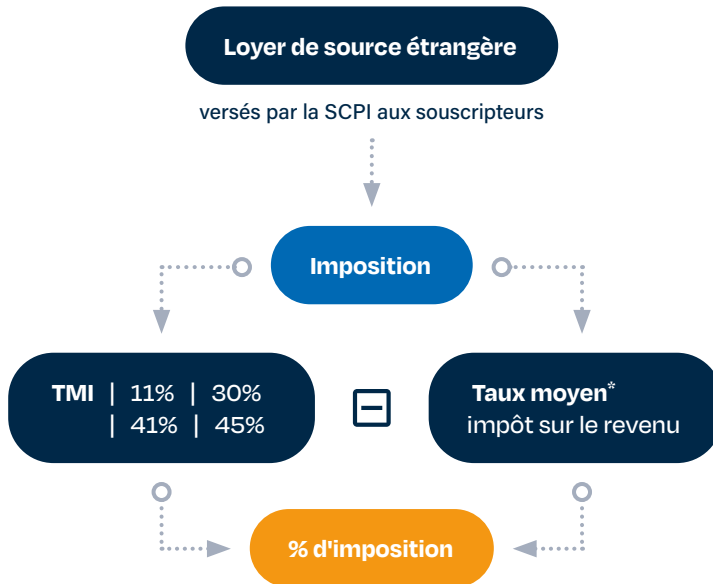 Loyer de source étrangère
versés par la SCPI aux souscripteurs
Imposition
TMI | 11% | 30%
| 41% | 45%
Taux moyen*
impôt sur le revenu
% d'imposition